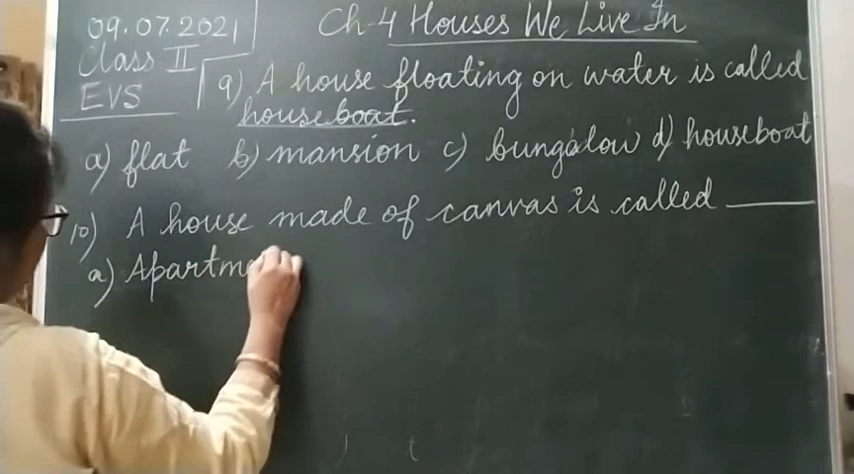 09.07.2021
Ch-4 Houses We Live In
Class II
EVS
9) A house floating on water is called
houseboat.
a) flat b) mansion c) bungalow d) houseboat
10) A house made of canvas is called ______
a) Apartm